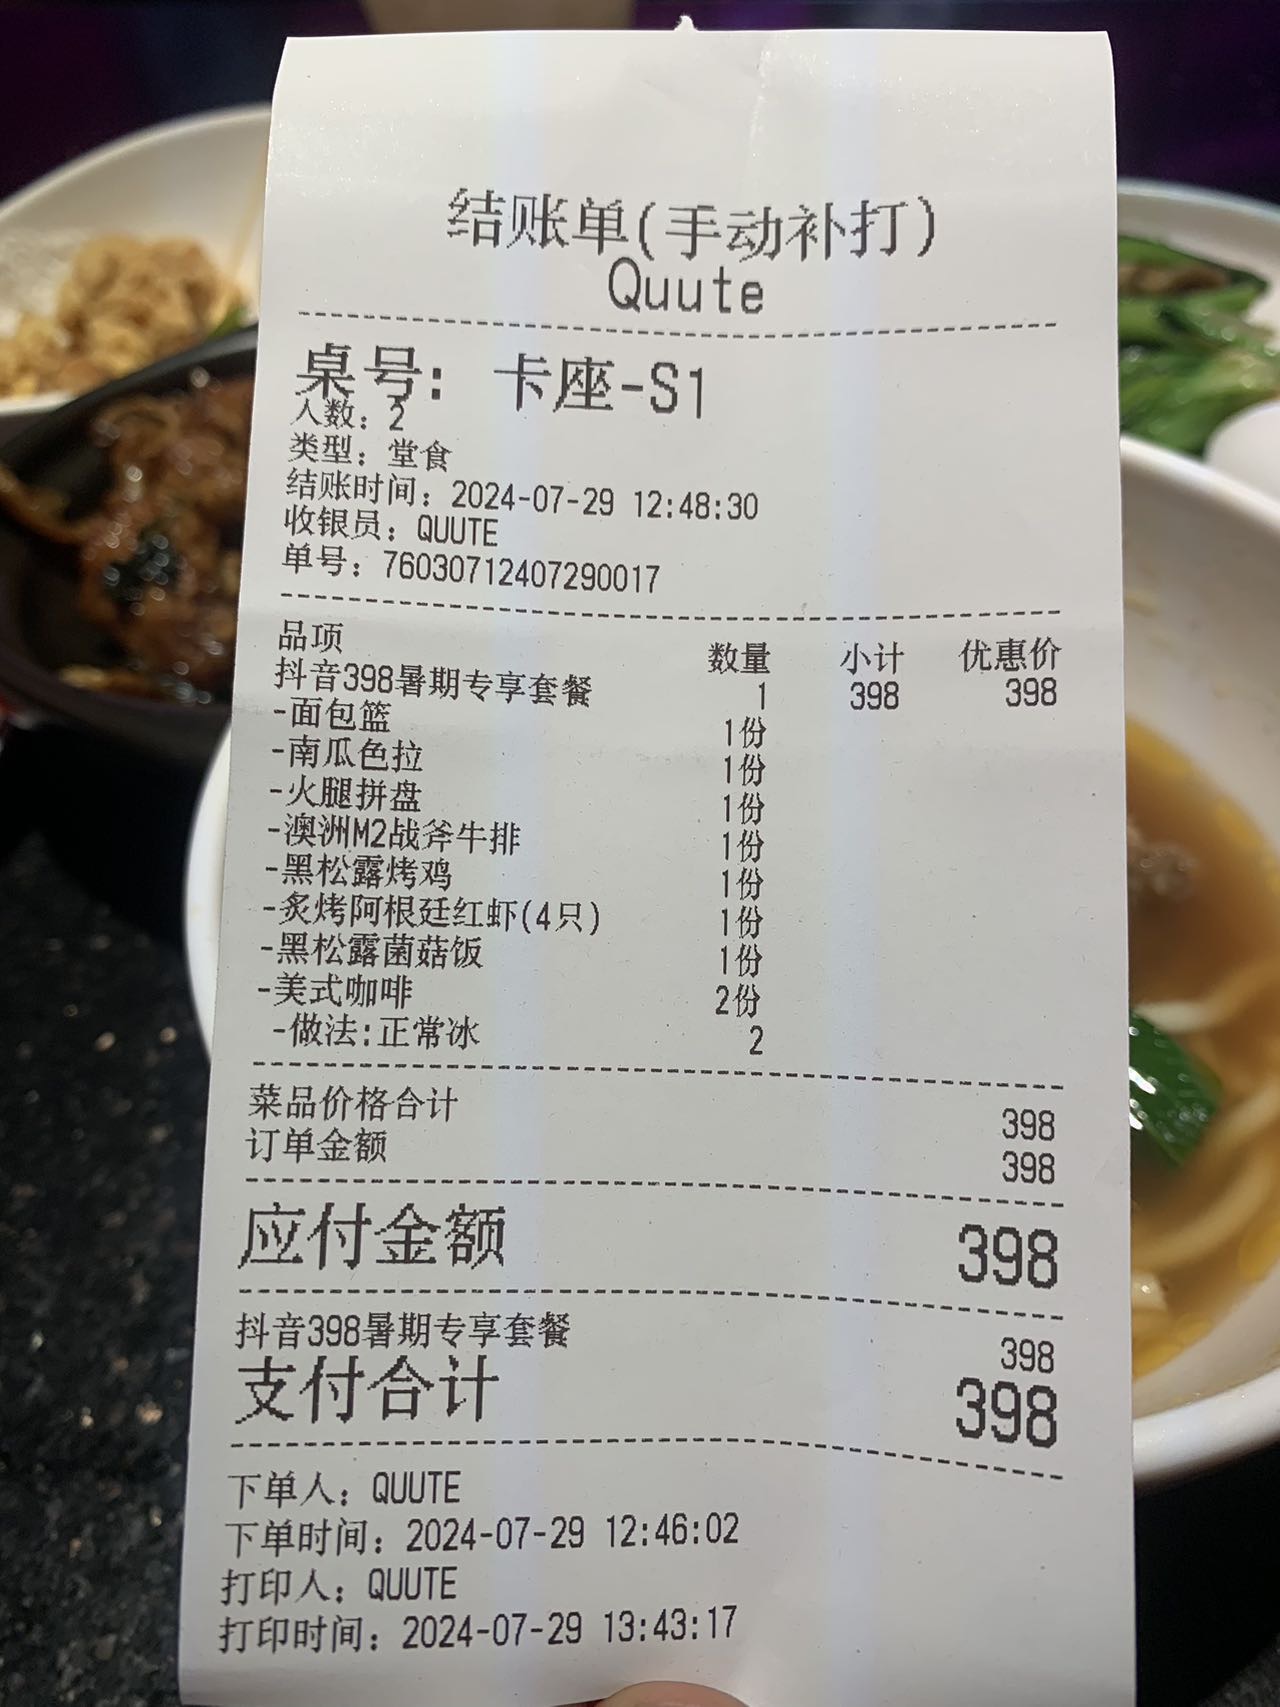 结账单(手动补打)
Quute
桌号: 卡座-S1
人数: 2
类型: 堂食
结账时间: 2024-07-29 12:48:30
收银员: QUUTE
单号: 76030712407290017
品项 数量 小计 优惠价
抖音398暑期专享套餐 1 398 398
-面包篮 1份
-南瓜色拉 1份
-火腿拼盘 1份
-澳洲M2战斧牛排 1份
-黑松露烤鸡 1份
-炙烤阿根廷红虾(4只) 1份
-黑松露菌菇饭 1份
-美式咖啡 2份
-做法:正常冰 2
菜品价格合计 398
订单金额 398
应付金额 398
抖音398暑期专享套餐 398
支付合计 398
下单人: QUUTE
下单时间: 2024-07-29 12:46:02
打印人: QUUTE
打印时间: 2024-07-29 13:43:17